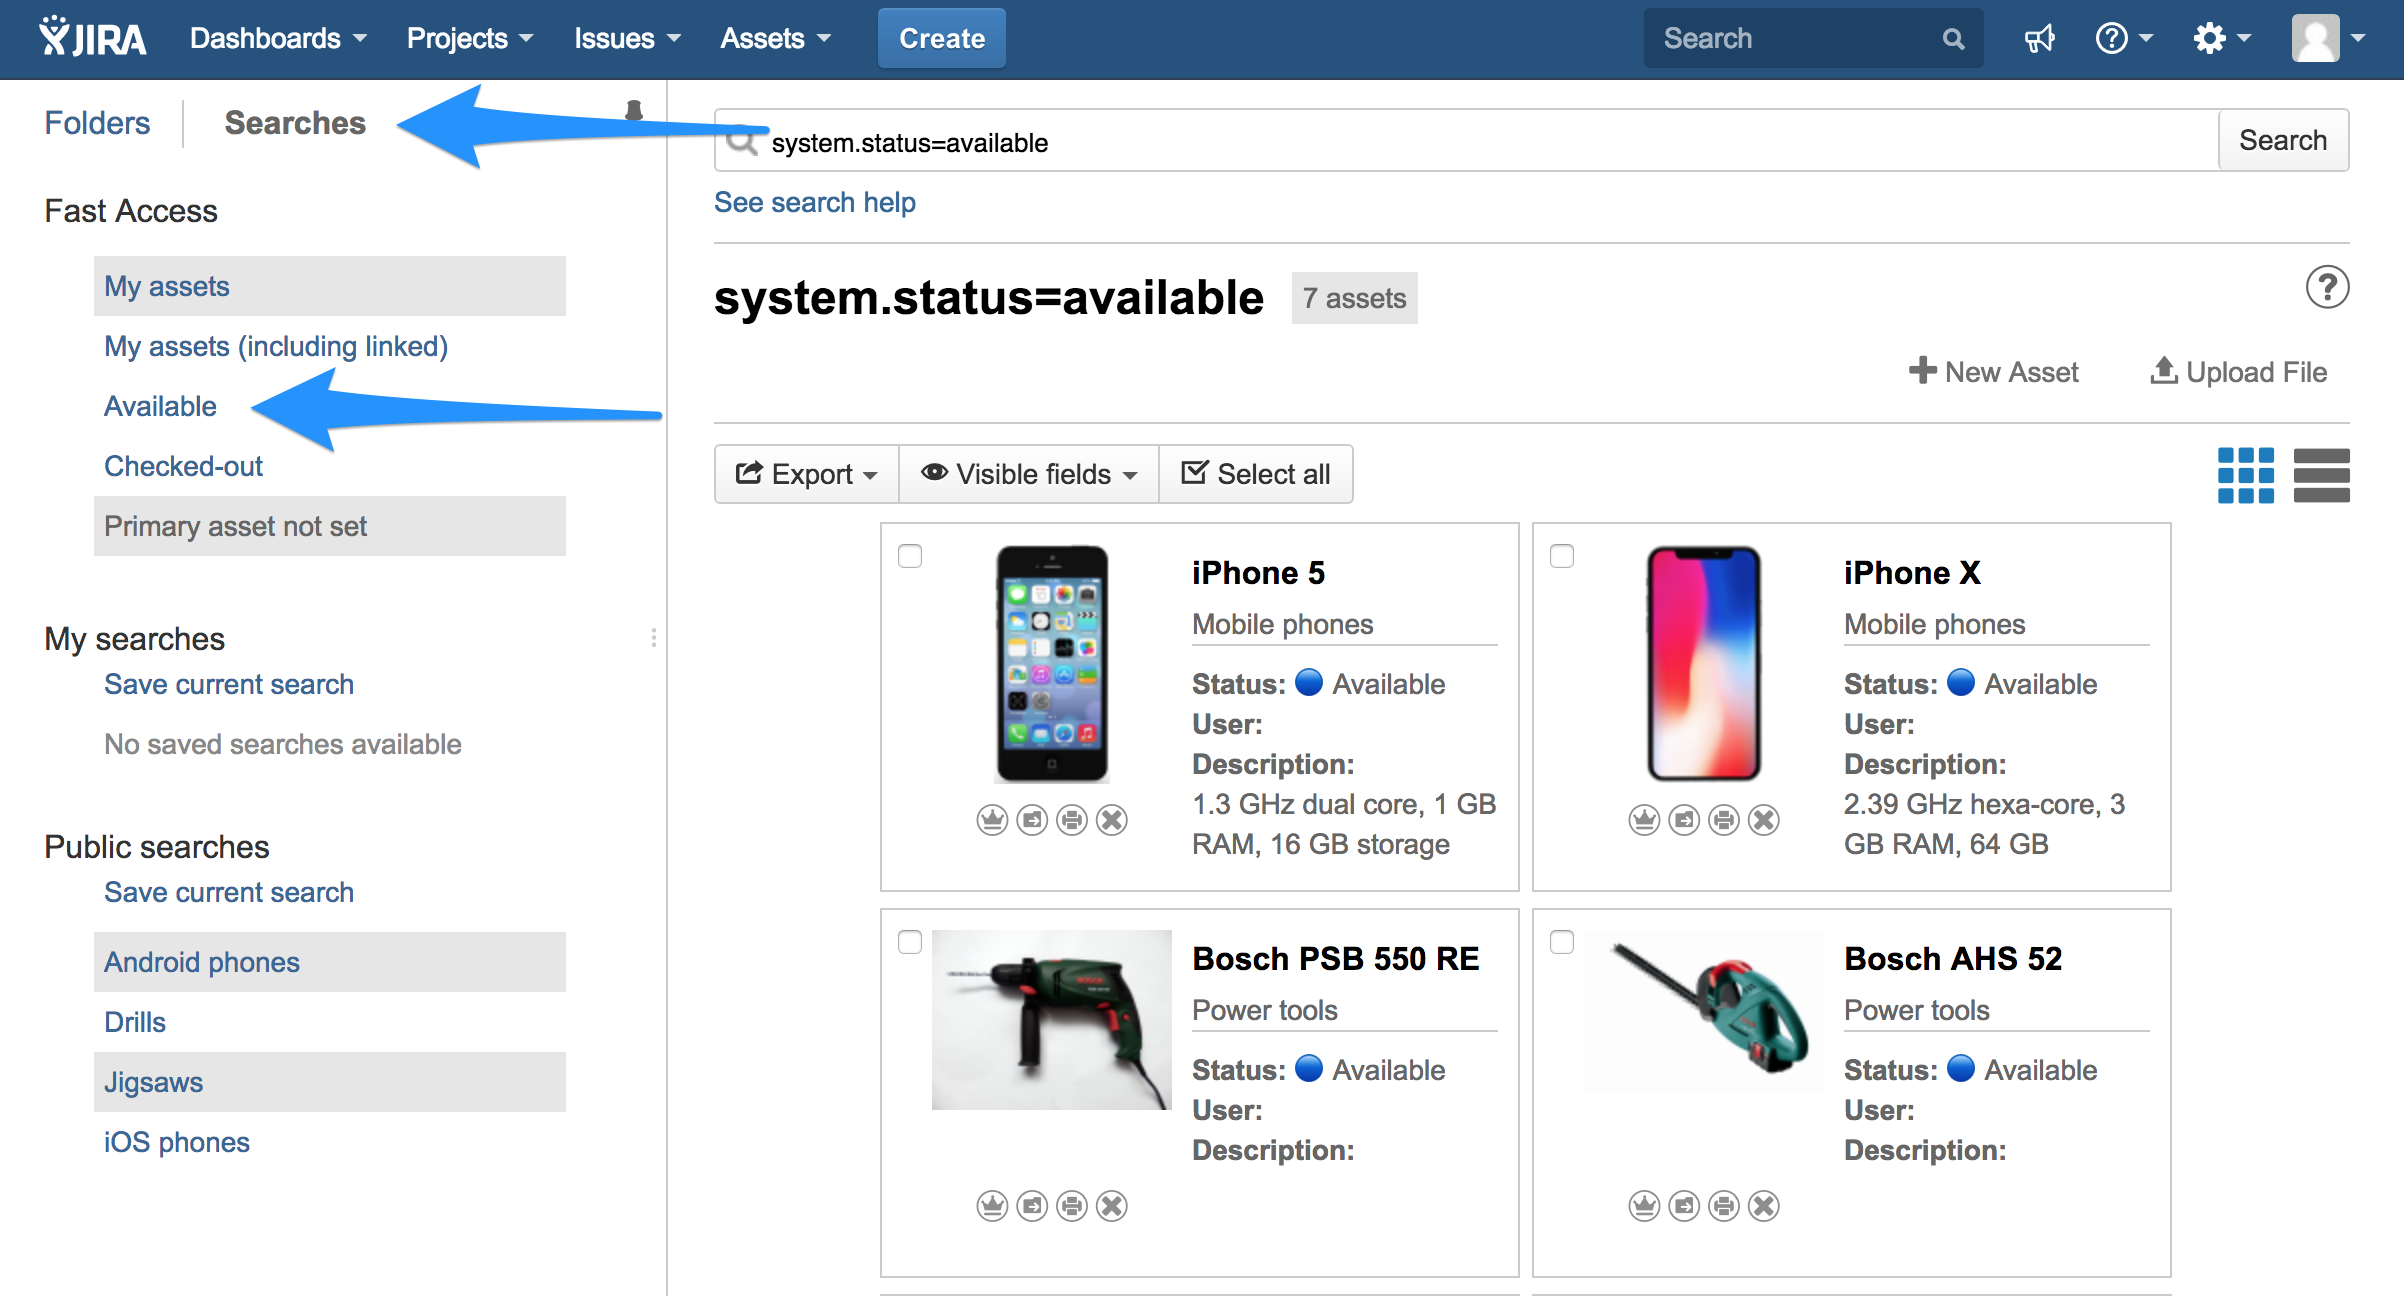 JIRA Dashboards Projects Issues Assets Create Search
Folders Searches
Fast Access
My assets
My assets (including linked)
Available
Checked-out
Primary asset not set
My searches
Save current search
No saved searches available
Public searches
Save current search
Android phones
Drills
Jigsaws
iOS phones
system.status=available Search
See search help
system.status=available 7 assets
New Asset Upload File
Export Visible fields Select all
iPhone 5
Mobile phones
Status: Available
User:
Description:
1.3 GHz dual core, 1 GB
RAM, 16 GB storage
iPhone X
Mobile phones
Status: Available
User:
Description:
2.39 GHz hexa-core, 3
GB RAM, 64 GB
Bosch PSB 550 RE
Power tools
Status: Available
User:
Description:
Bosch AHS 52
Power tools
Status: Available
User:
Description: